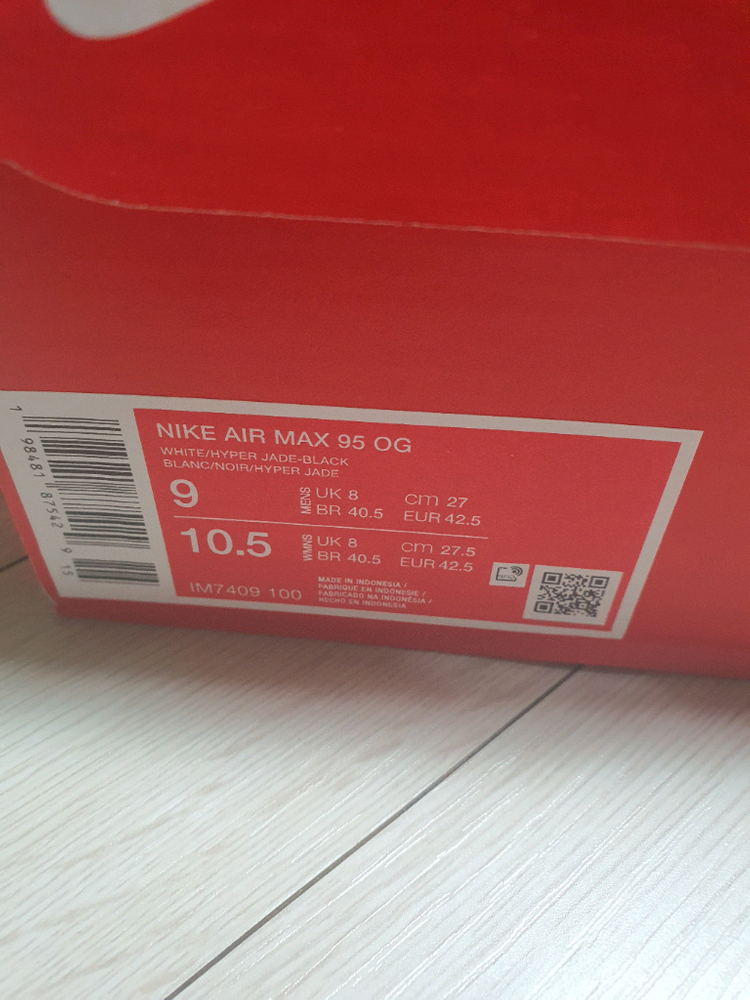 NIKE AIR MAX 95 OG
WHITE/HYPER JADE-BLACK
BLANC/NOIR/HYPER JADE
9
MENS
UK 8 cm 27
BR 40.5 EUR 42.5
10.5
WMNS
UK 8 cm 27.5
BR 40.5 EUR 42.5
IM7409 100
MADE IN INDONESIA /
FABRIQUÉ EN INDONÉSIE /
FABRICADO NA INDONÉSIA /
HECHO EN INDONESIA
1 98481 87542 9 15